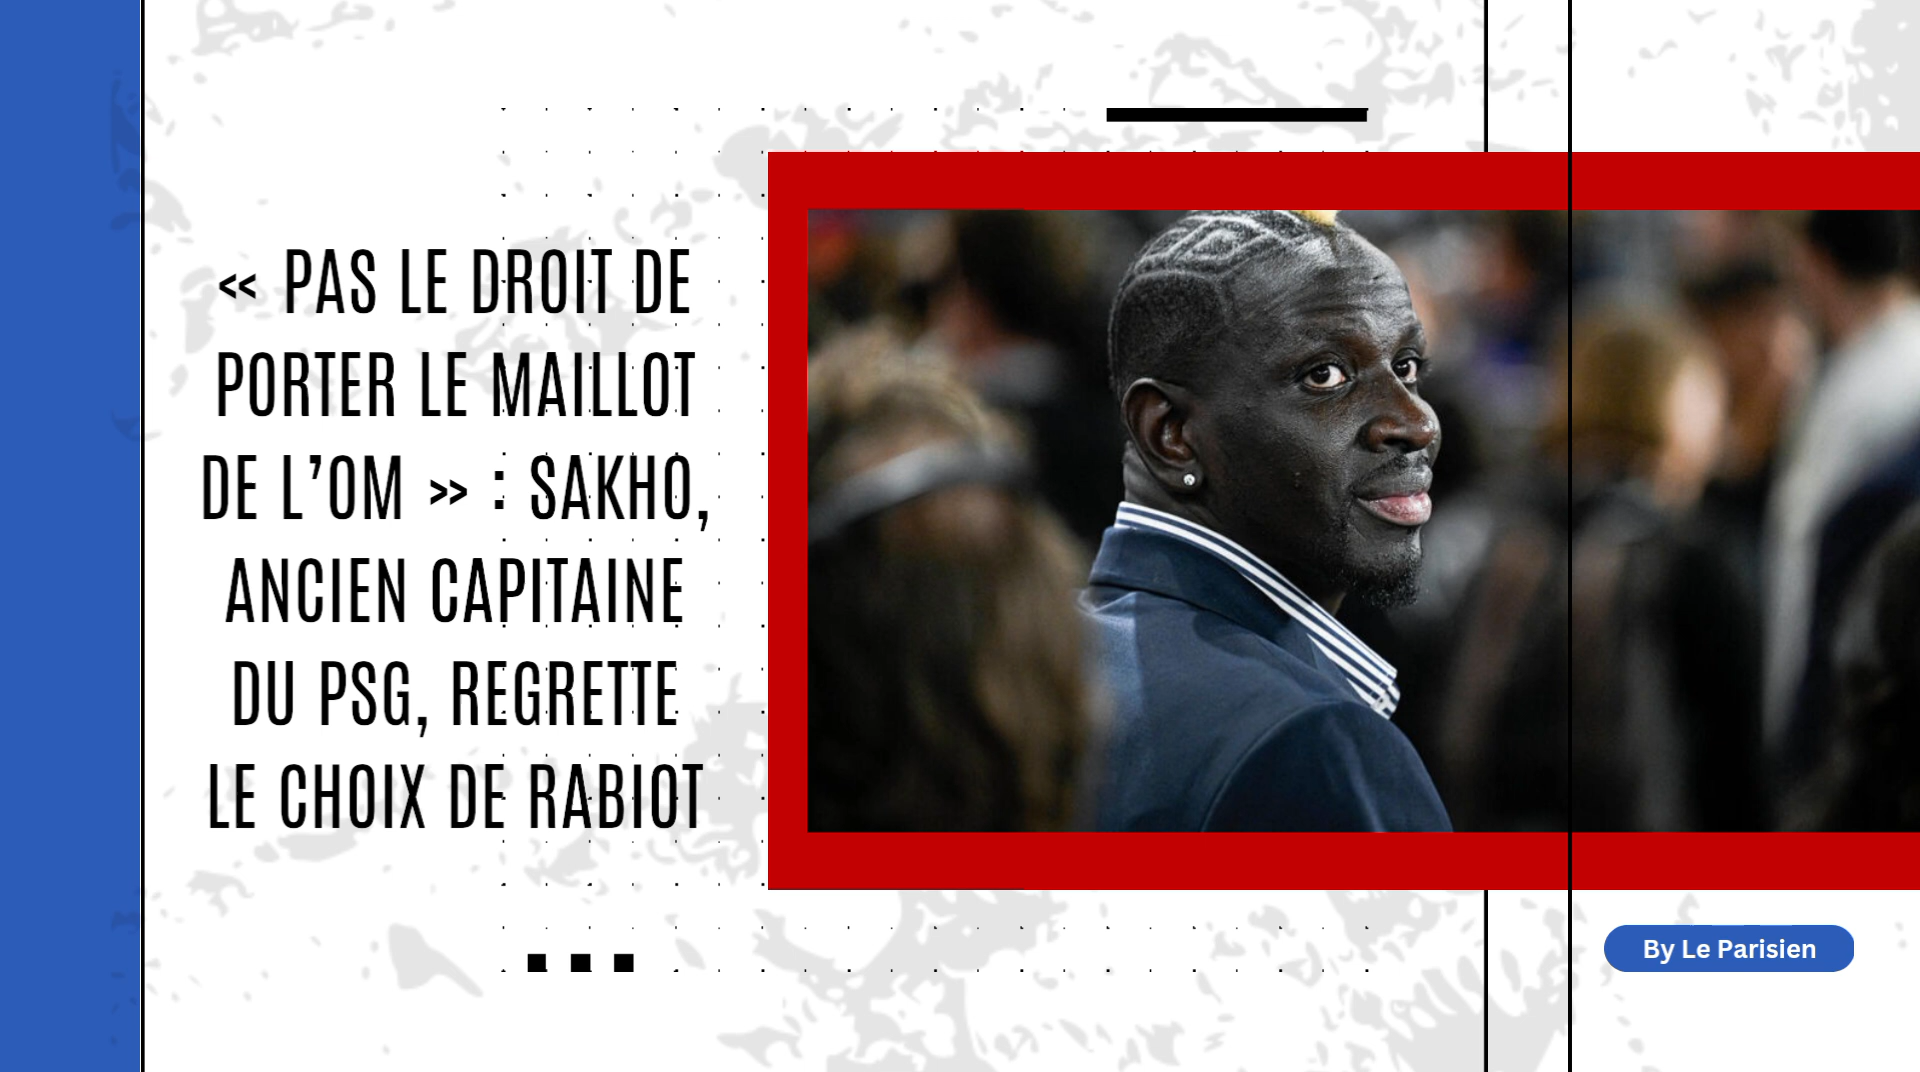 « PAS LE DROIT DE
PORTER LE MAILLOT
DE L’OM » : SAKHO,
ANCIEN CAPITAINE
DU PSG, REGRETTE
LE CHOIX DE RABIOT
By Le Parisien